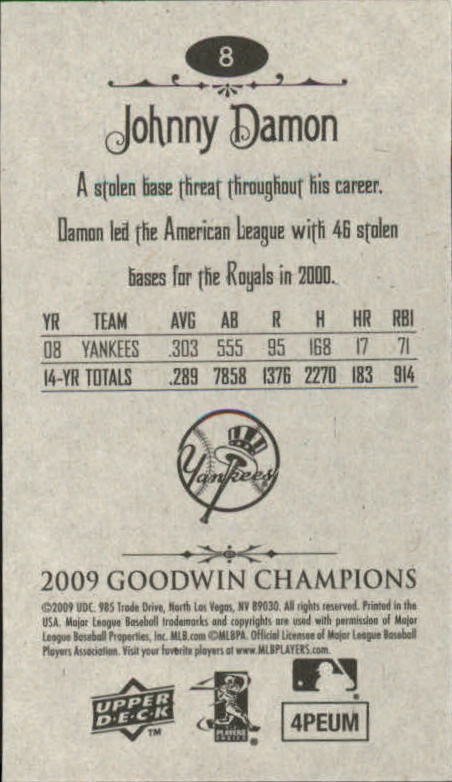 8
Johnny Damon
A stolen base threat throughout his career.
Damon led the American League with 46 stolen
bases for the Royals in 2000.
YR TEAM AVG AB R H HR RBI
08 YANKEES .303 555 95 168 17 71
14-YR TOTALS .289 7858 1376 2270 183 914
Yankees
2009 GOODWIN CHAMPIONS
©2009 UDC. 985 Trade Drive, North Las Vegas, NV 89030. All rights reserved. Printed in the
USA. Major League Baseball trademarks and copyrights are used with permission of Major
League Baseball Properties, Inc. MLB.com ©MLBPA. Official Licensee of Major League Baseball
Players Association. Visit your favorite players at www.MLBPLAYERS.com.
UPPER
D·E·C·K
TM
PLAYERS
®
®
4PEUM